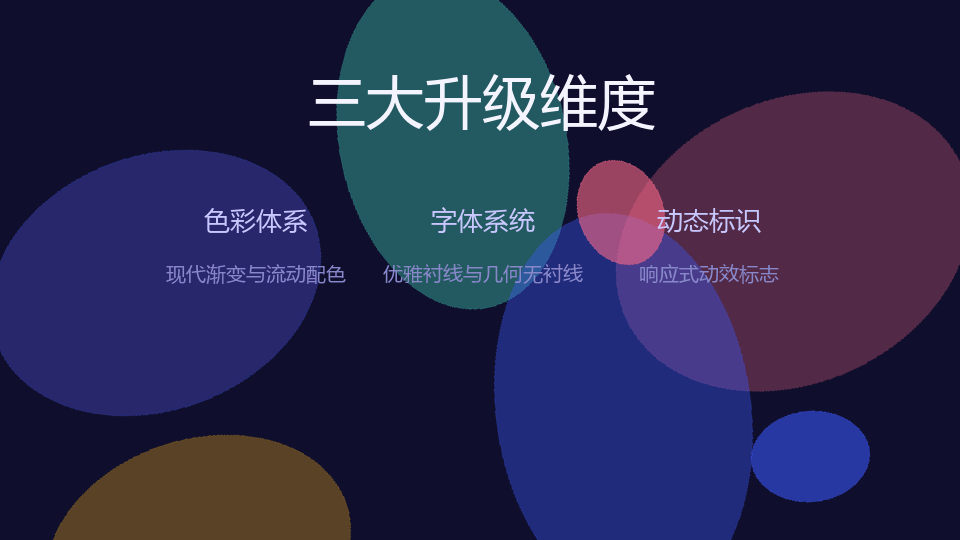 三大升级维度
色彩体系
现代渐变与流动配色
字体系统
优雅衬线与几何无衬线
动态标识
响应式动效标志